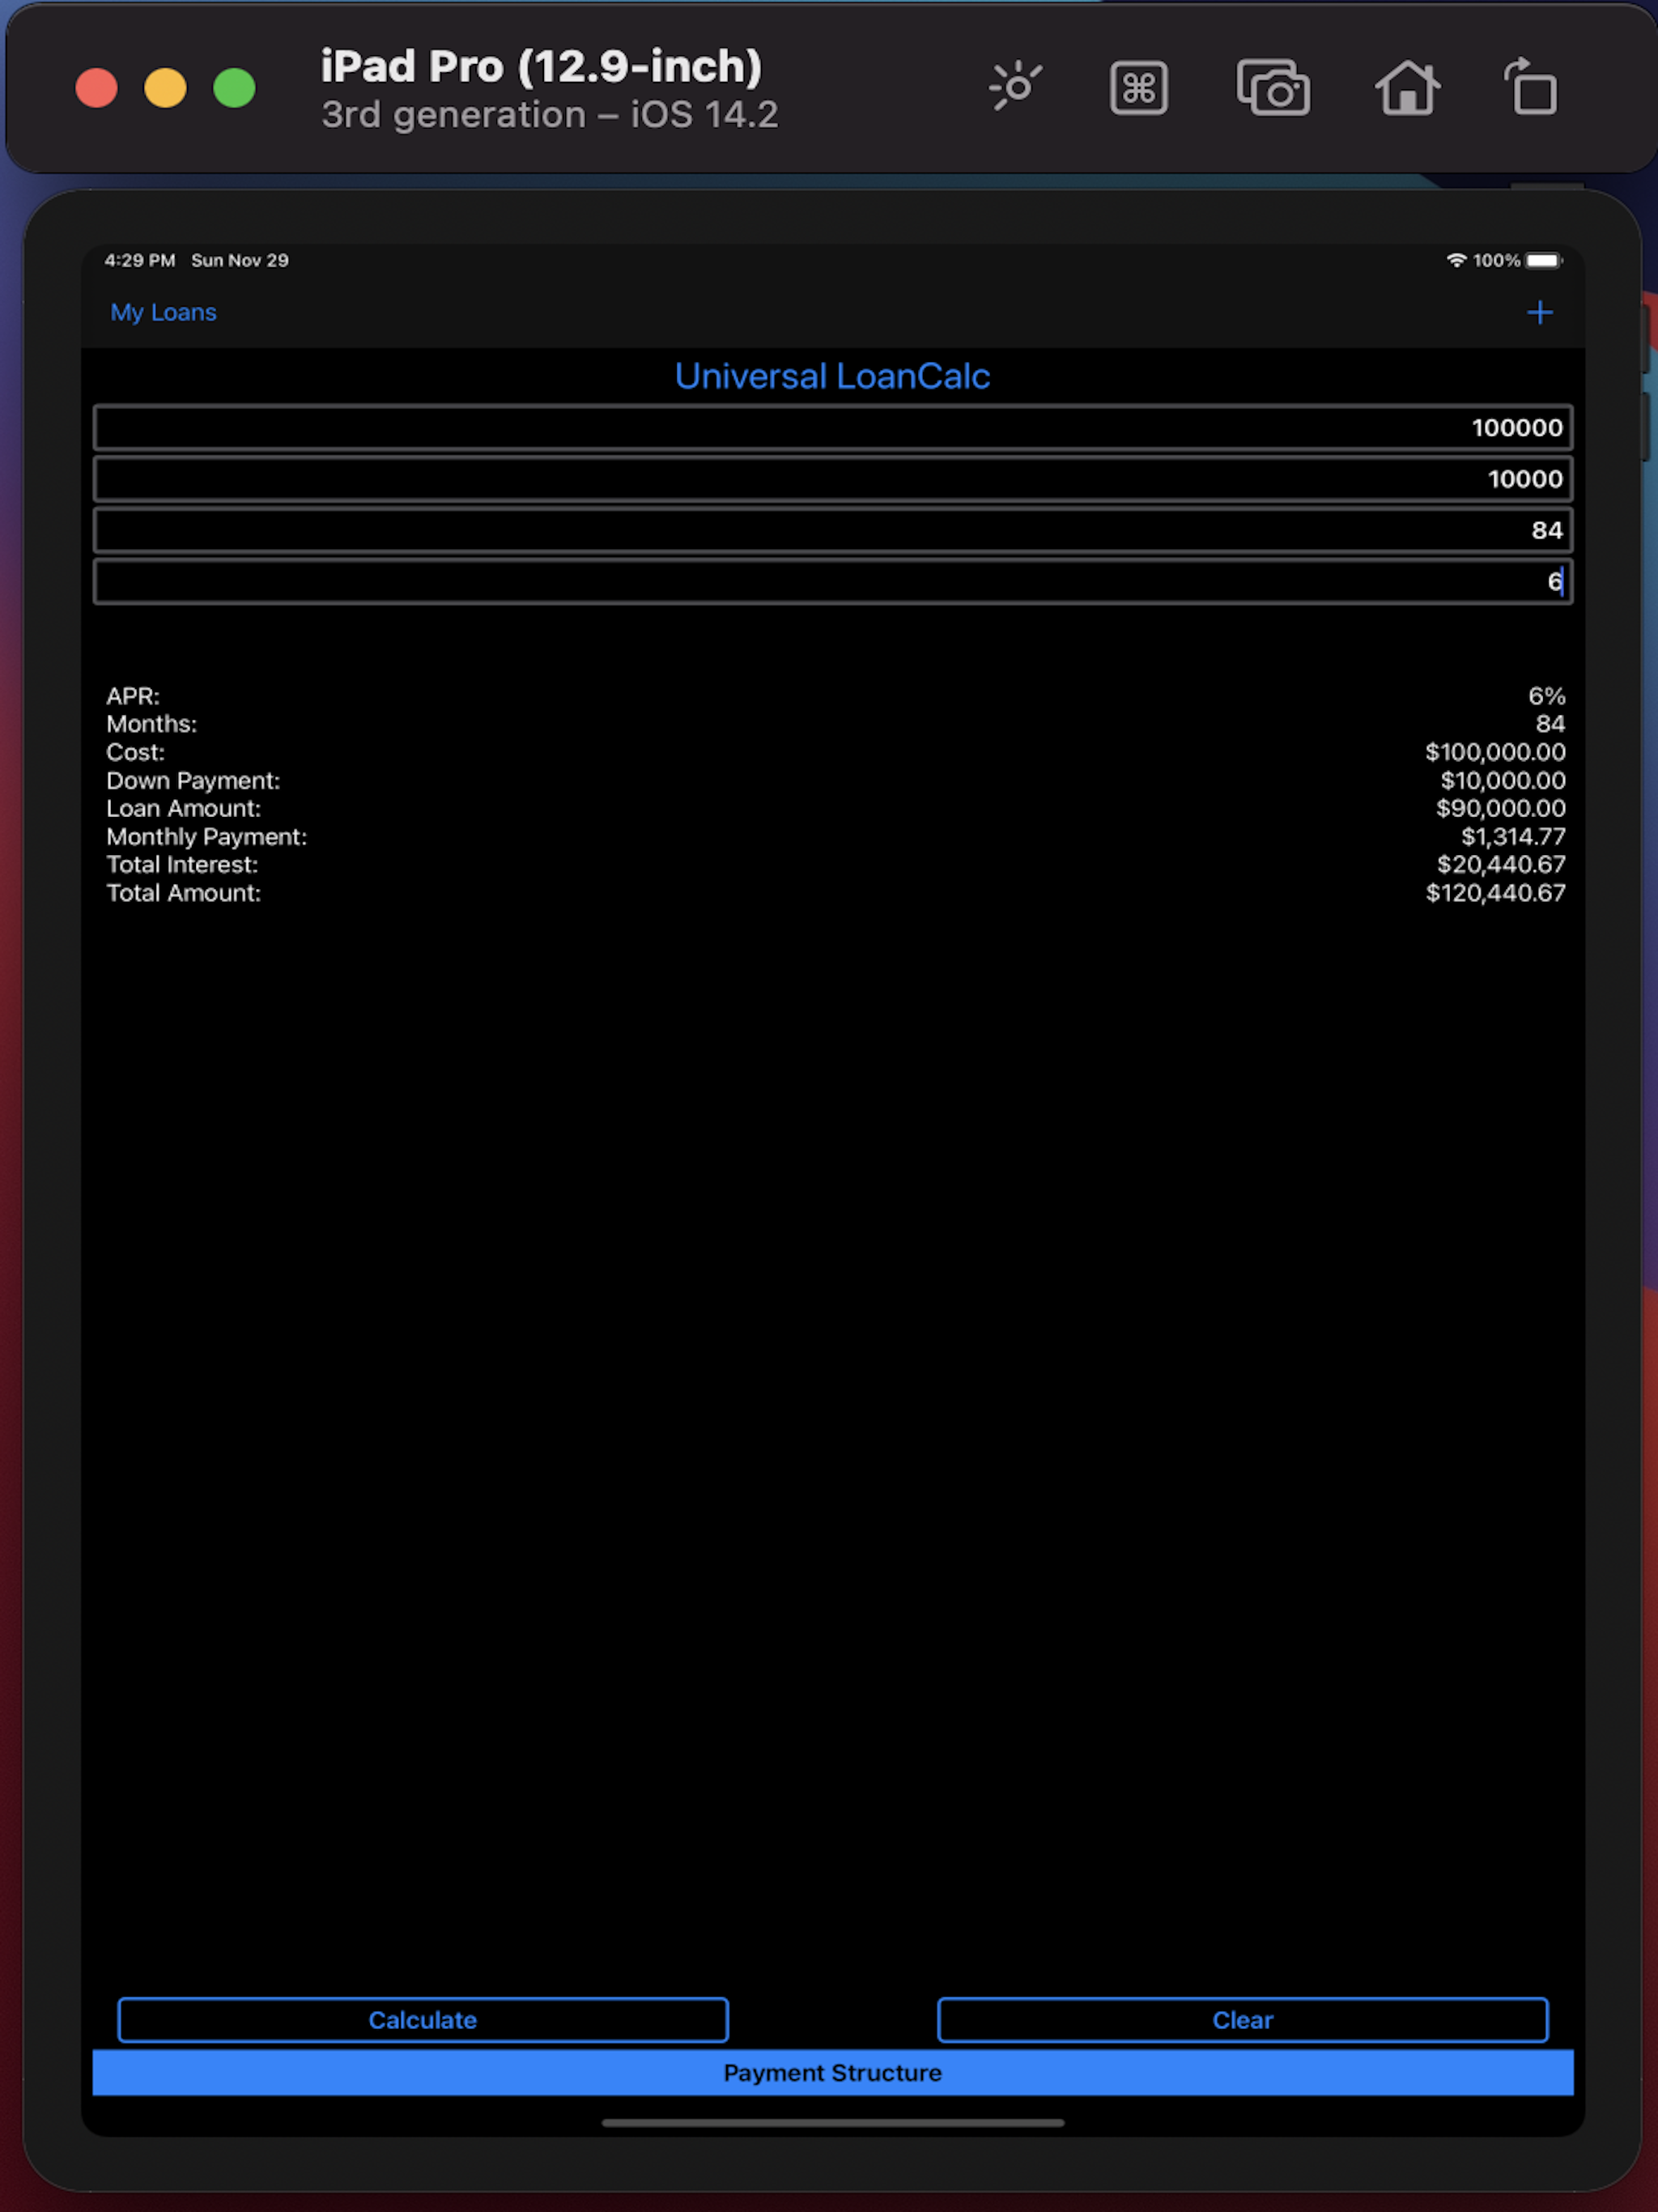 iPad Pro (12.9-inch)
3rd generation – iOS 14.2
4:29 PM Sun Nov 29 100%
My Loans +
Universal LoanCalc
100000
10000
84
6
APR: 6%
Months: 84
Cost: $100,000.00
Down Payment: $10,000.00
Loan Amount: $90,000.00
Monthly Payment: $1,314.77
Total Interest: $20,440.67
Total Amount: $120,440.67
Calculate Clear
Payment Structure